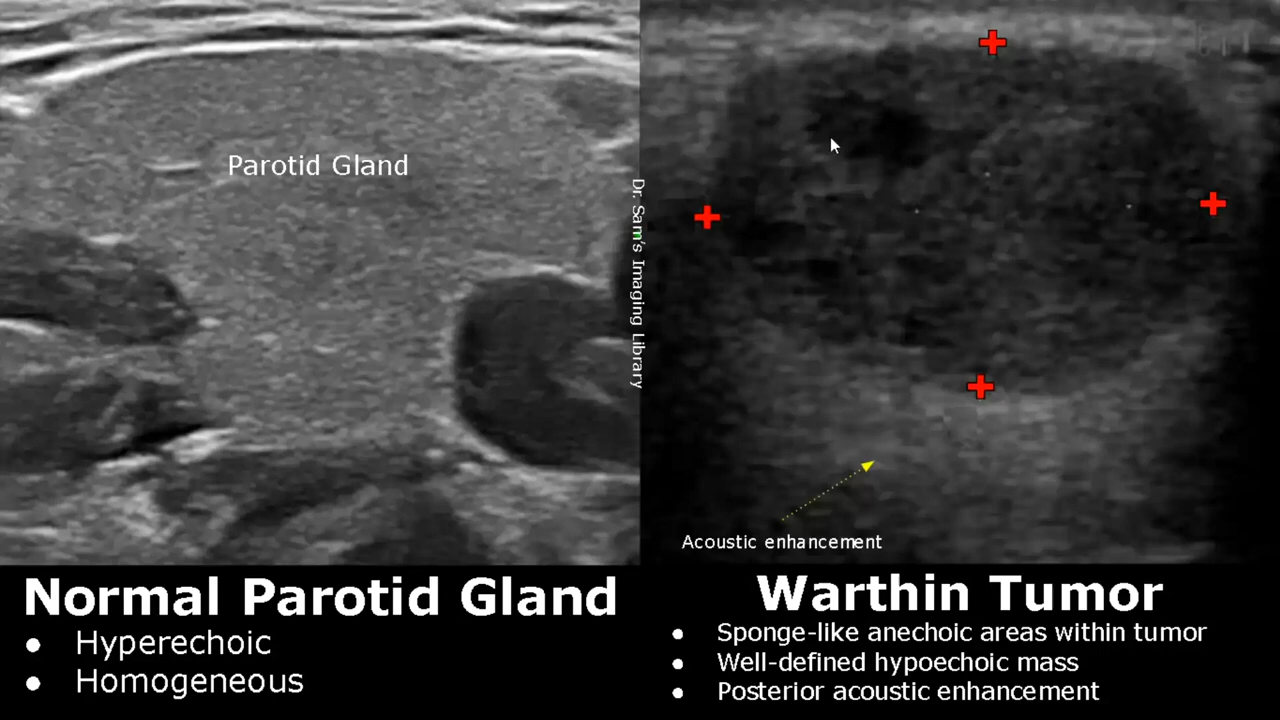 Parotid Gland
Dr. Sam's Imaging Library
Acoustic enhancement
Normal Parotid Gland
● Hyperechoic
● Homogeneous
Warthin Tumor
● Sponge-like anechoic areas within tumor
● Well-defined hypoechoic mass
● Posterior acoustic enhancement